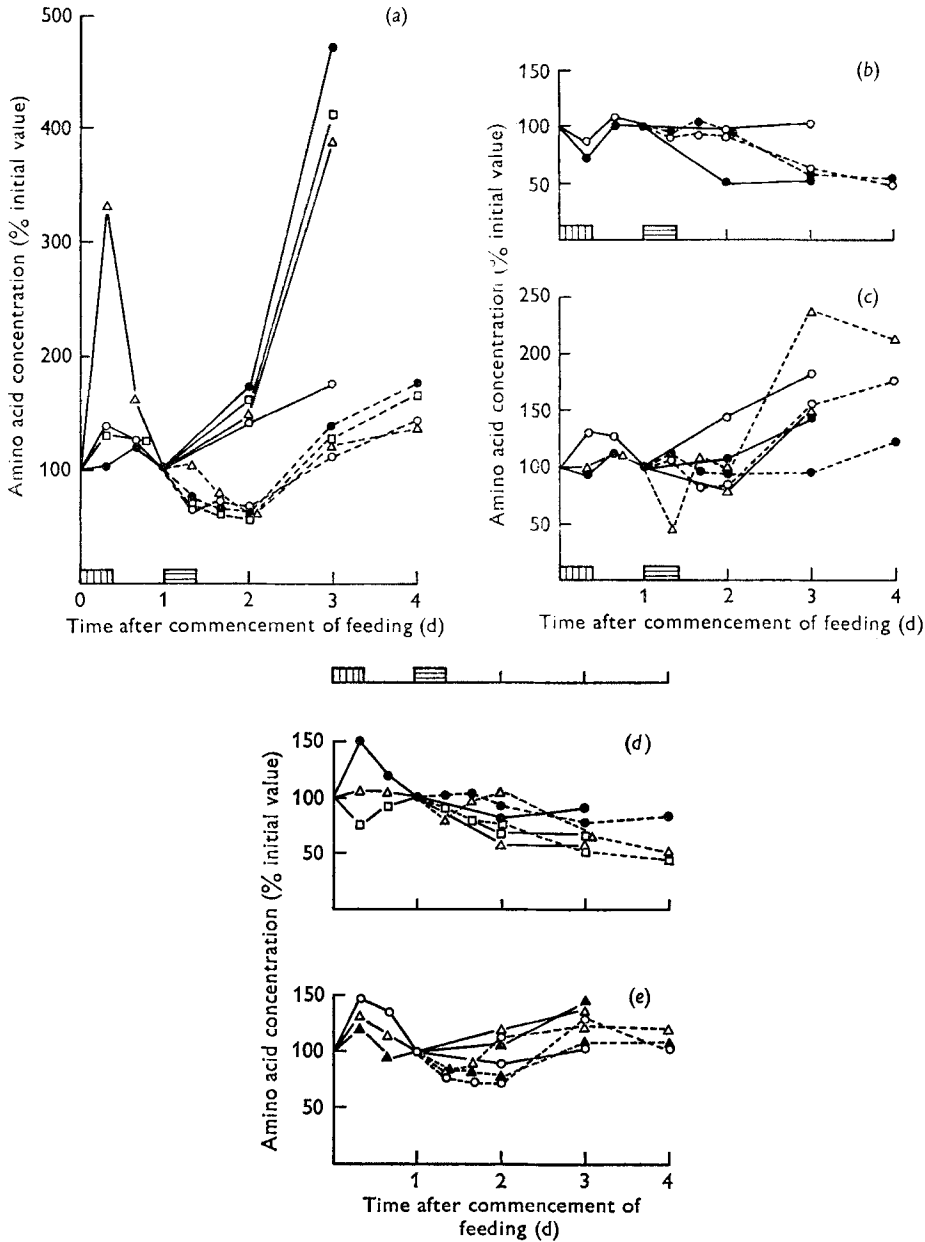 (a)
500
400
300
200
100
Amino acid concentration (% initial value)
0 1 2 3 4
Time after commencement of feeding (d)
(b)
150
100
50
Amino acid concentration (% initial value)
(c)
250
200
150
100
50
1 2 3 4
Time after commencement of feeding (d)
(d)
150
100
50
Amino acid concentration (% initial value)
(e)
150
100
50
1 2 3 4
Time after commencement of
feeding (d)